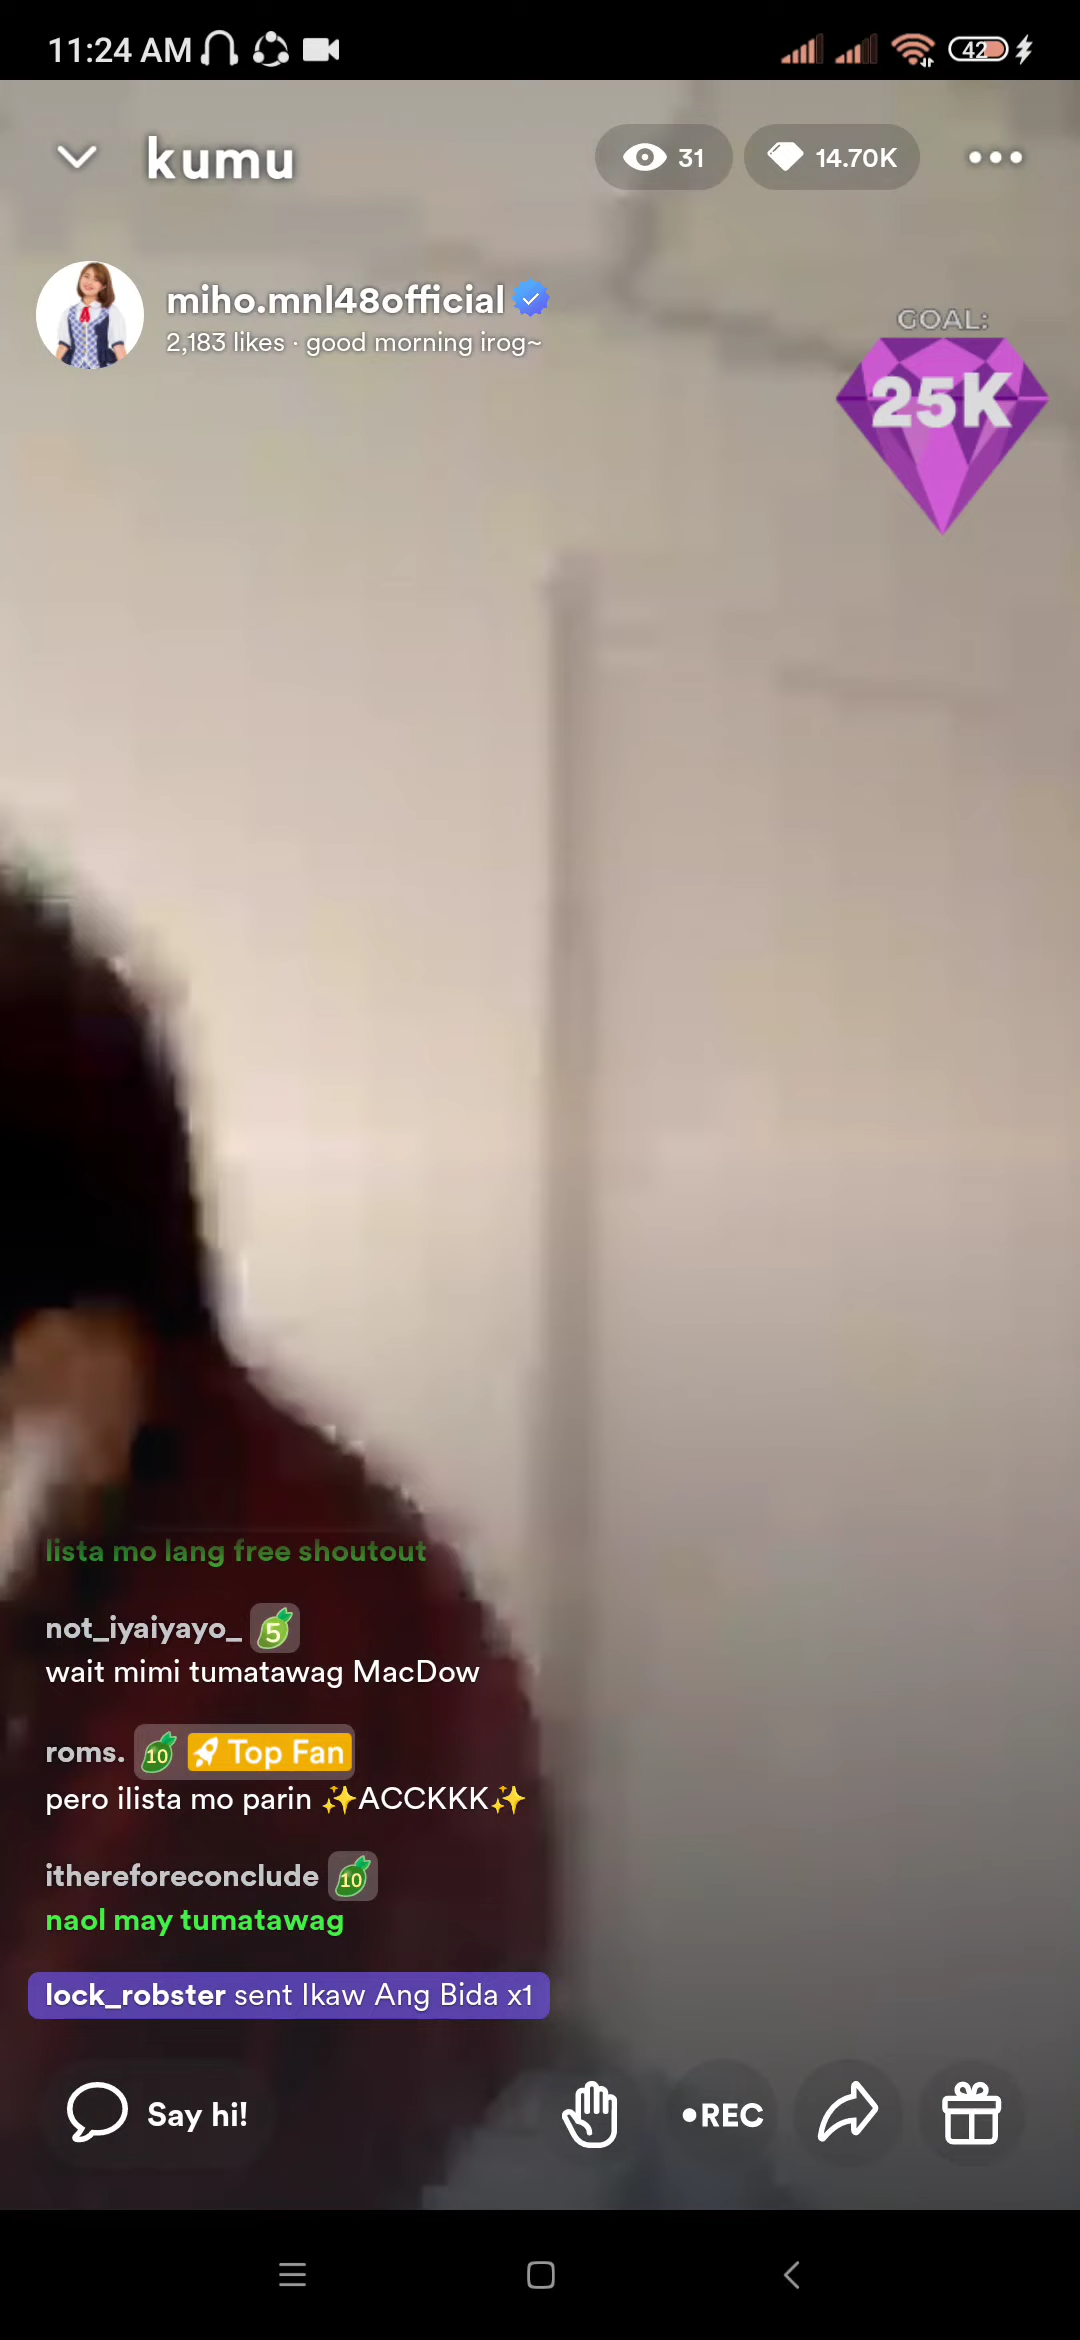 11:24 AM
42
kumu
31
14.70K
miho.mnl48official
2,183 likes · good morning irog~
GOAL:
25K
lista mo lang free shoutout
not_iyaiyayo_ 5
wait mimi tumatawag MacDow
roms. 10 Top Fan
pero ilista mo parin ✨ACCKKK✨
ithereforeconclude 10
naol may tumatawag
lock_robster sent Ikaw Ang Bida x1
Say hi!
•REC